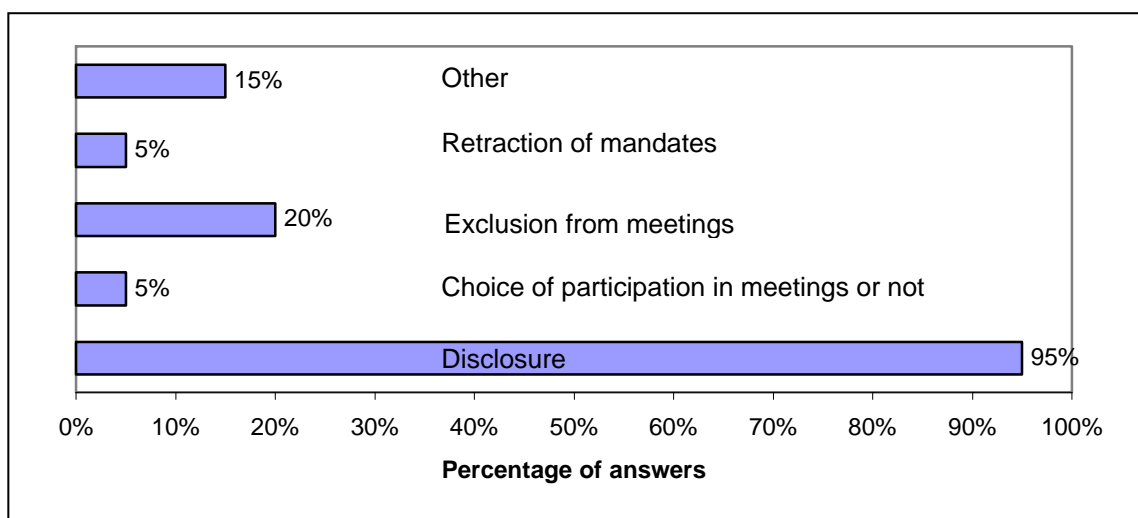 15% Other
5% Retraction of mandates
20% Exclusion from meetings
5% Choice of participation in meetings or not
Disclosure 95%
0% 10% 20% 30% 40% 50% 60% 70% 80% 90% 100%
Percentage of answers